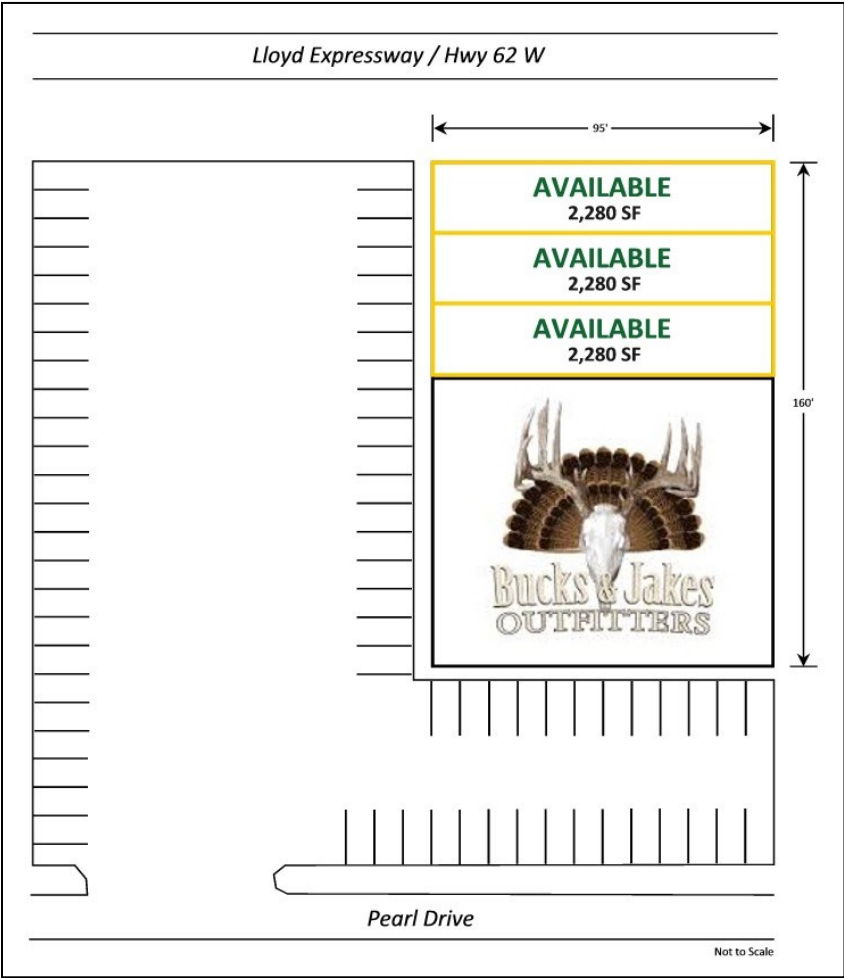 Lloyd Expressway / Hwy 62 W
95'
AVAILABLE
2,280 SF
AVAILABLE
2,280 SF
AVAILABLE
2,280 SF
160'
Bucks & Jakes
OUTFITTERS
Pearl Drive
Not to Scale